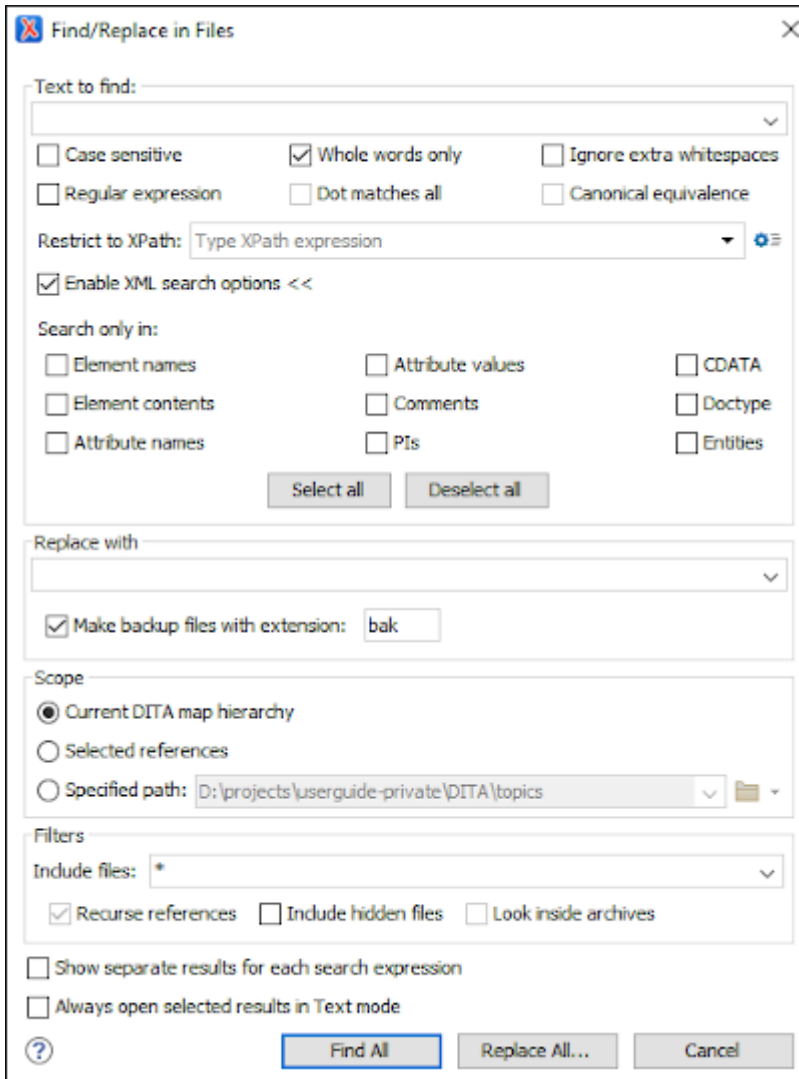 Find/Replace in Files
Text to find:
Case sensitive Whole words only Ignore extra whitespaces
Regular expression Dot matches all Canonical equivalence
Restrict to XPath: Type XPath expression
Enable XML search options <<
Search only in:
Element names Attribute values CDATA
Element contents Comments Doctype
Attribute names PIs Entities
Select all Deselect all
Replace with
Make backup files with extension: bak
Scope
Current DITA map hierarchy
Selected references
Specified path: D:\projects\userguide-private\DITA\topics
Filters
Include files: *
Recurse references Include hidden files Look inside archives
Show separate results for each search expression
Always open selected results in Text mode
? Find All Replace All... Cancel